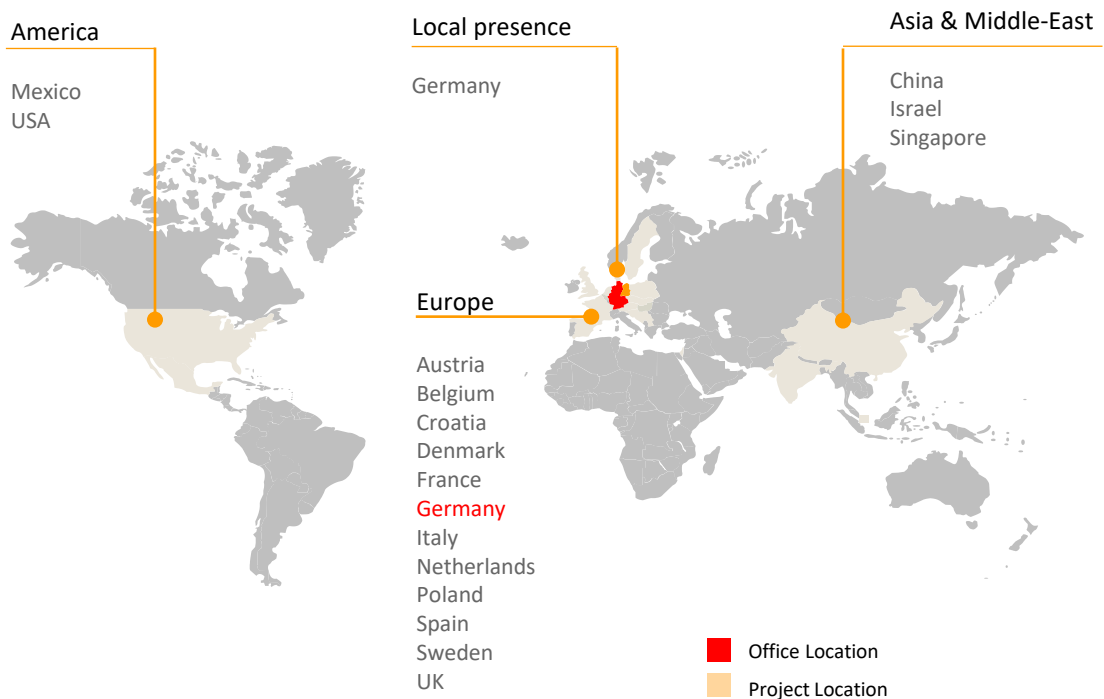 America
Mexico
USA
Local presence
Germany
Asia & Middle-East
China
Israel
Singapore
Europe
Austria
Belgium
Croatia
Denmark
France
Germany
Italy
Netherlands
Poland
Spain
Sweden
UK
Office Location
Project Location